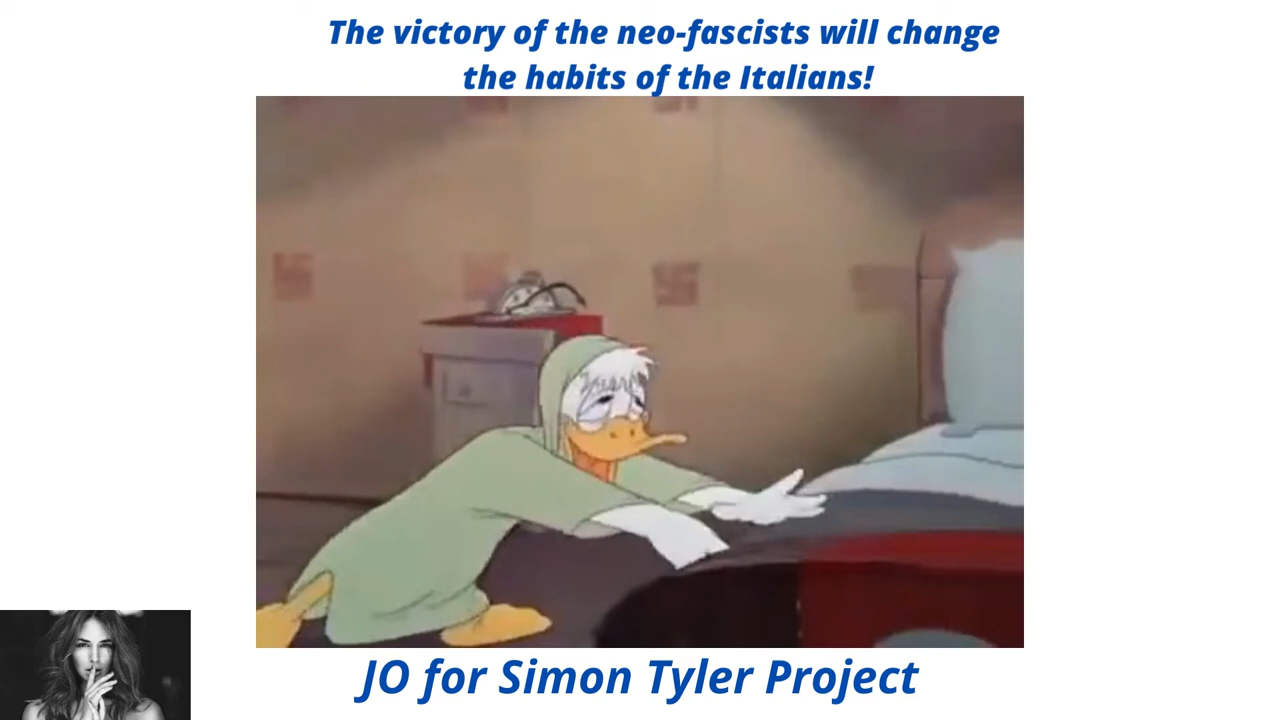 The victory of the neo-fascists will change
the habits of the Italians!
JO for Simon Tyler Project